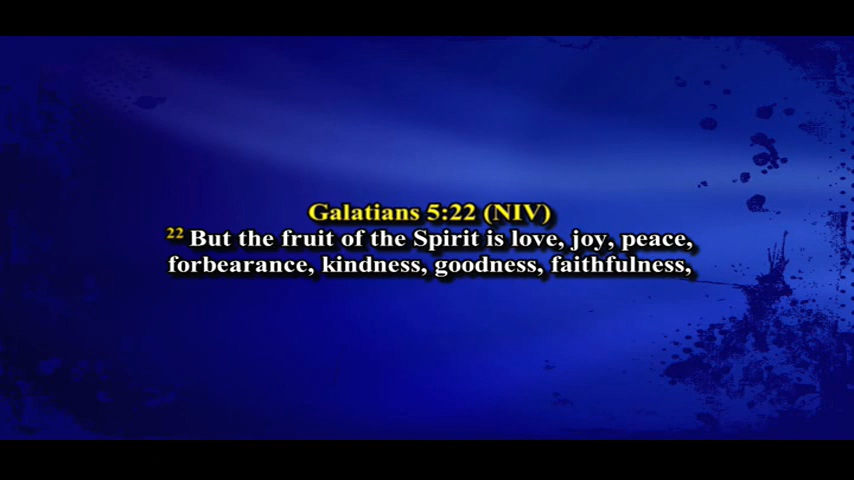 Galatians 5:22 (NIV)
22 But the fruit of the Spirit is love, joy, peace,
forbearance, kindness, goodness, faithfulness,